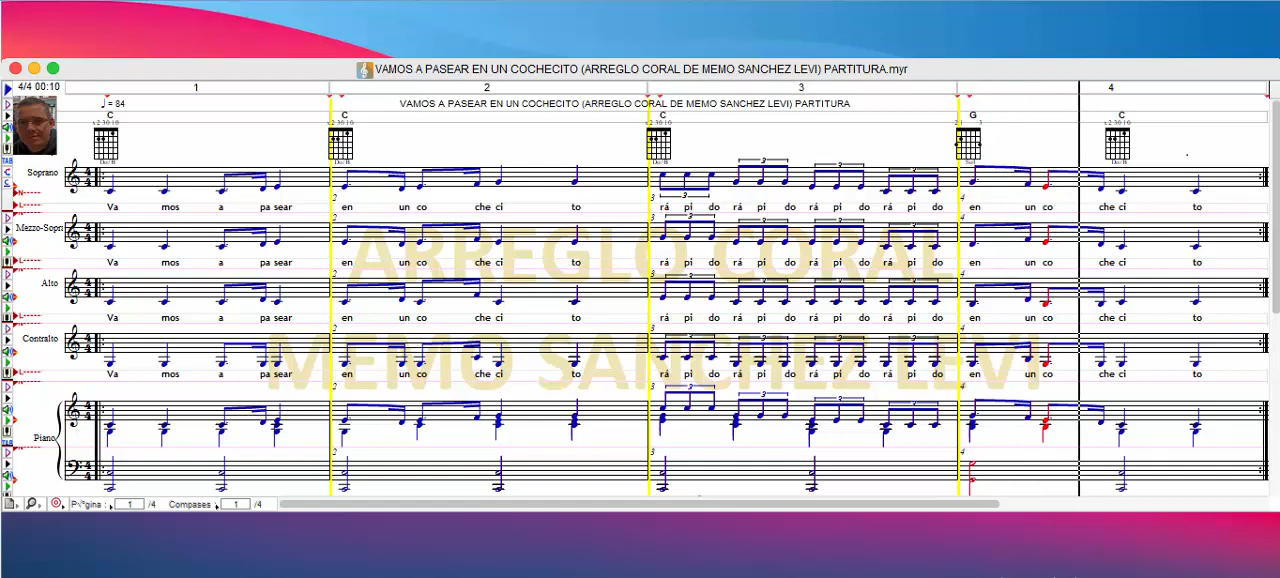 VAMOS A PASEAR EN UN COCHECITO (ARREGLO CORAL DE MEMO SANCHEZ LEVI) PARTITURA.myr
4/4 00:10 1 2 3 4
♩ = 84 VAMOS A PASEAR EN UN COCHECITO (ARREGLO CORAL DE MEMO SANCHEZ LEVI) PARTITURA
C C C G C
Soprano
Va mos a pa sear en un co che ci to rá pi do rá pi do rá pi do rá pi do en un co che ci to
Mezzo-Sopr
Va mos a pa sear en un co che ci to rá pi do rá pi do rá pi do rá pi do en un co che ci to
ARREGLO CORAL
Alto
Va mos a pa sear en un co che ci to rá pi do rá pi do rá pi do rá pi do en un co che ci to
Contralto
MEMO SANCHEZ LEVI
Va mos a pa sear en un co che ci to rá pi do rá pi do rá pi do rá pi do en un co che ci to
Piano
P·√°gina : 1 /4 Compases 1 /4